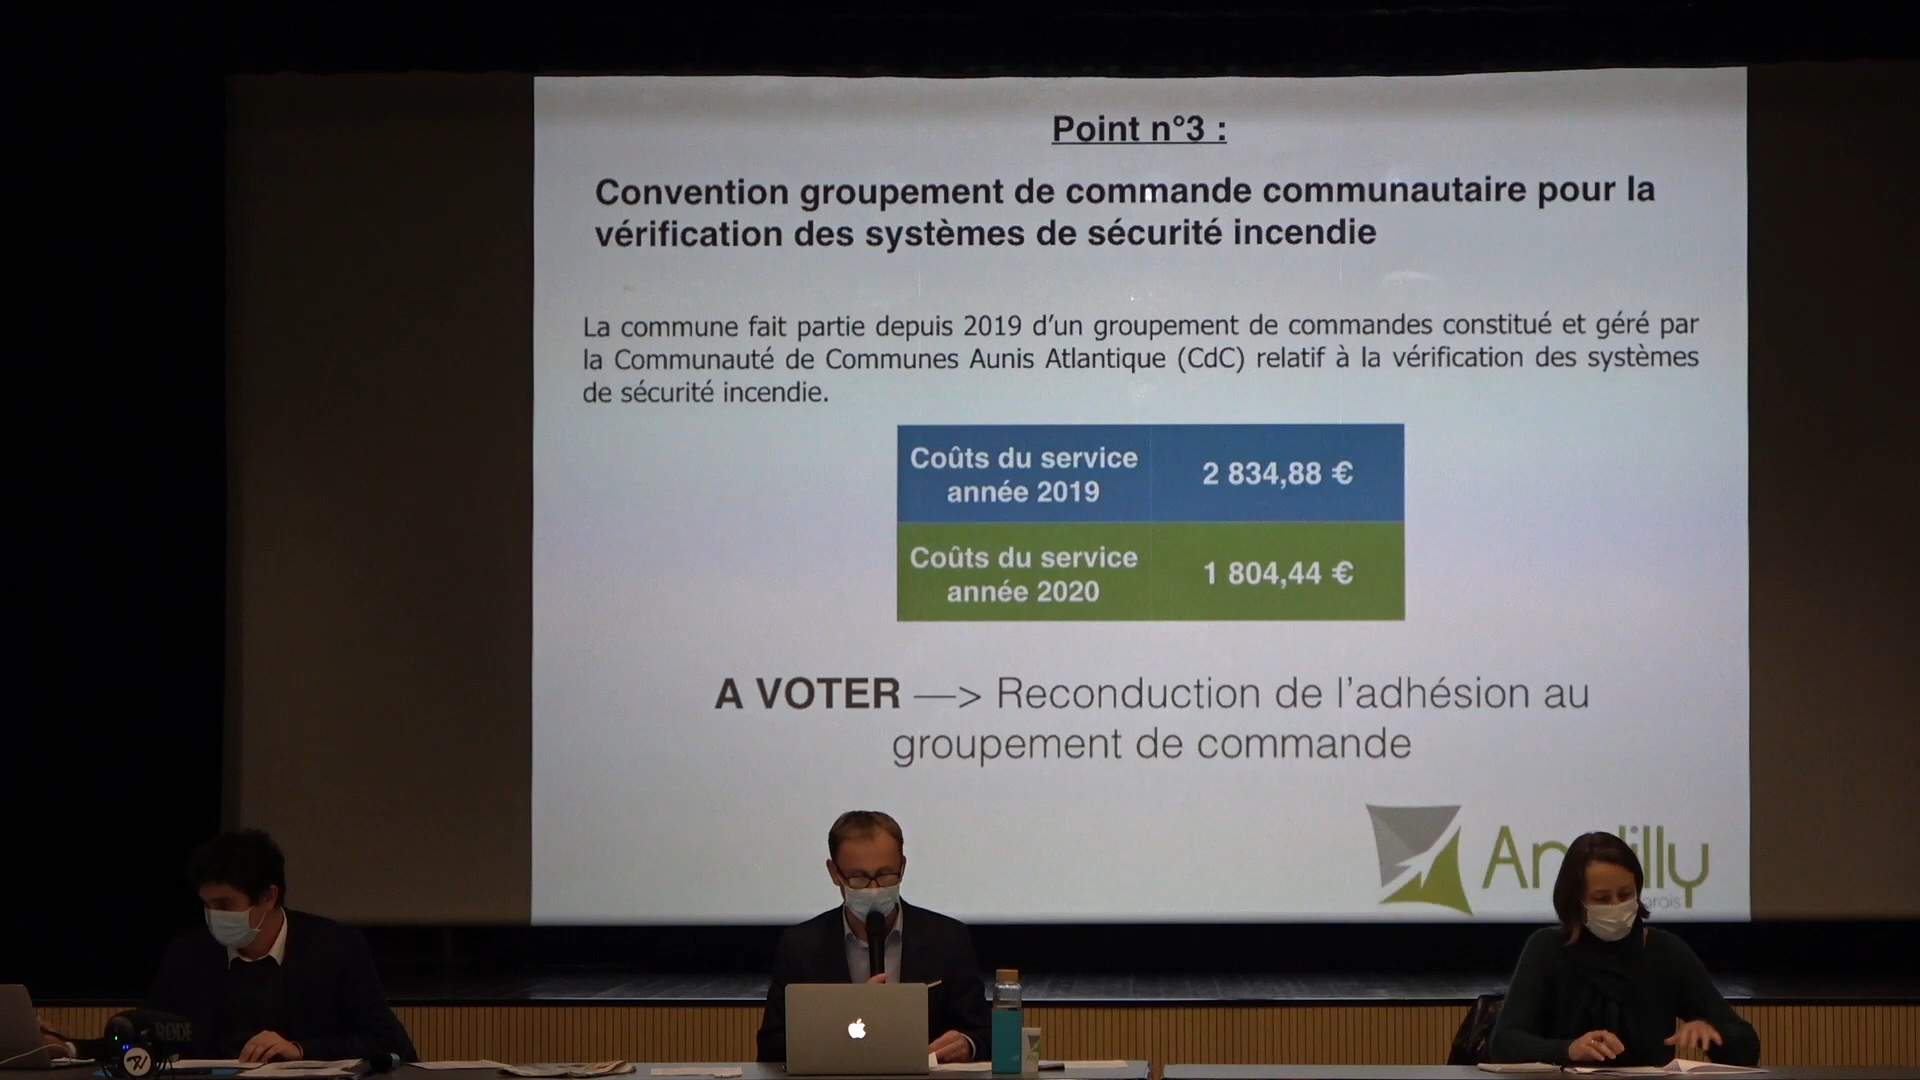 Point n°3 :
Convention groupement de commande communautaire pour la
vérification des systèmes de sécurité incendie
La commune fait partie depuis 2019 d'un groupement de commandes constitué et géré par
la Communauté de Communes Aunis Atlantique (CdC) relatif à la vérification des systèmes
de sécurité incendie.
Coûts du service
année 2019
2 834,88 €
Coûts du service
année 2020
1 804,44 €
A VOTER —> Reconduction de l'adhésion au
groupement de commande
RØDE